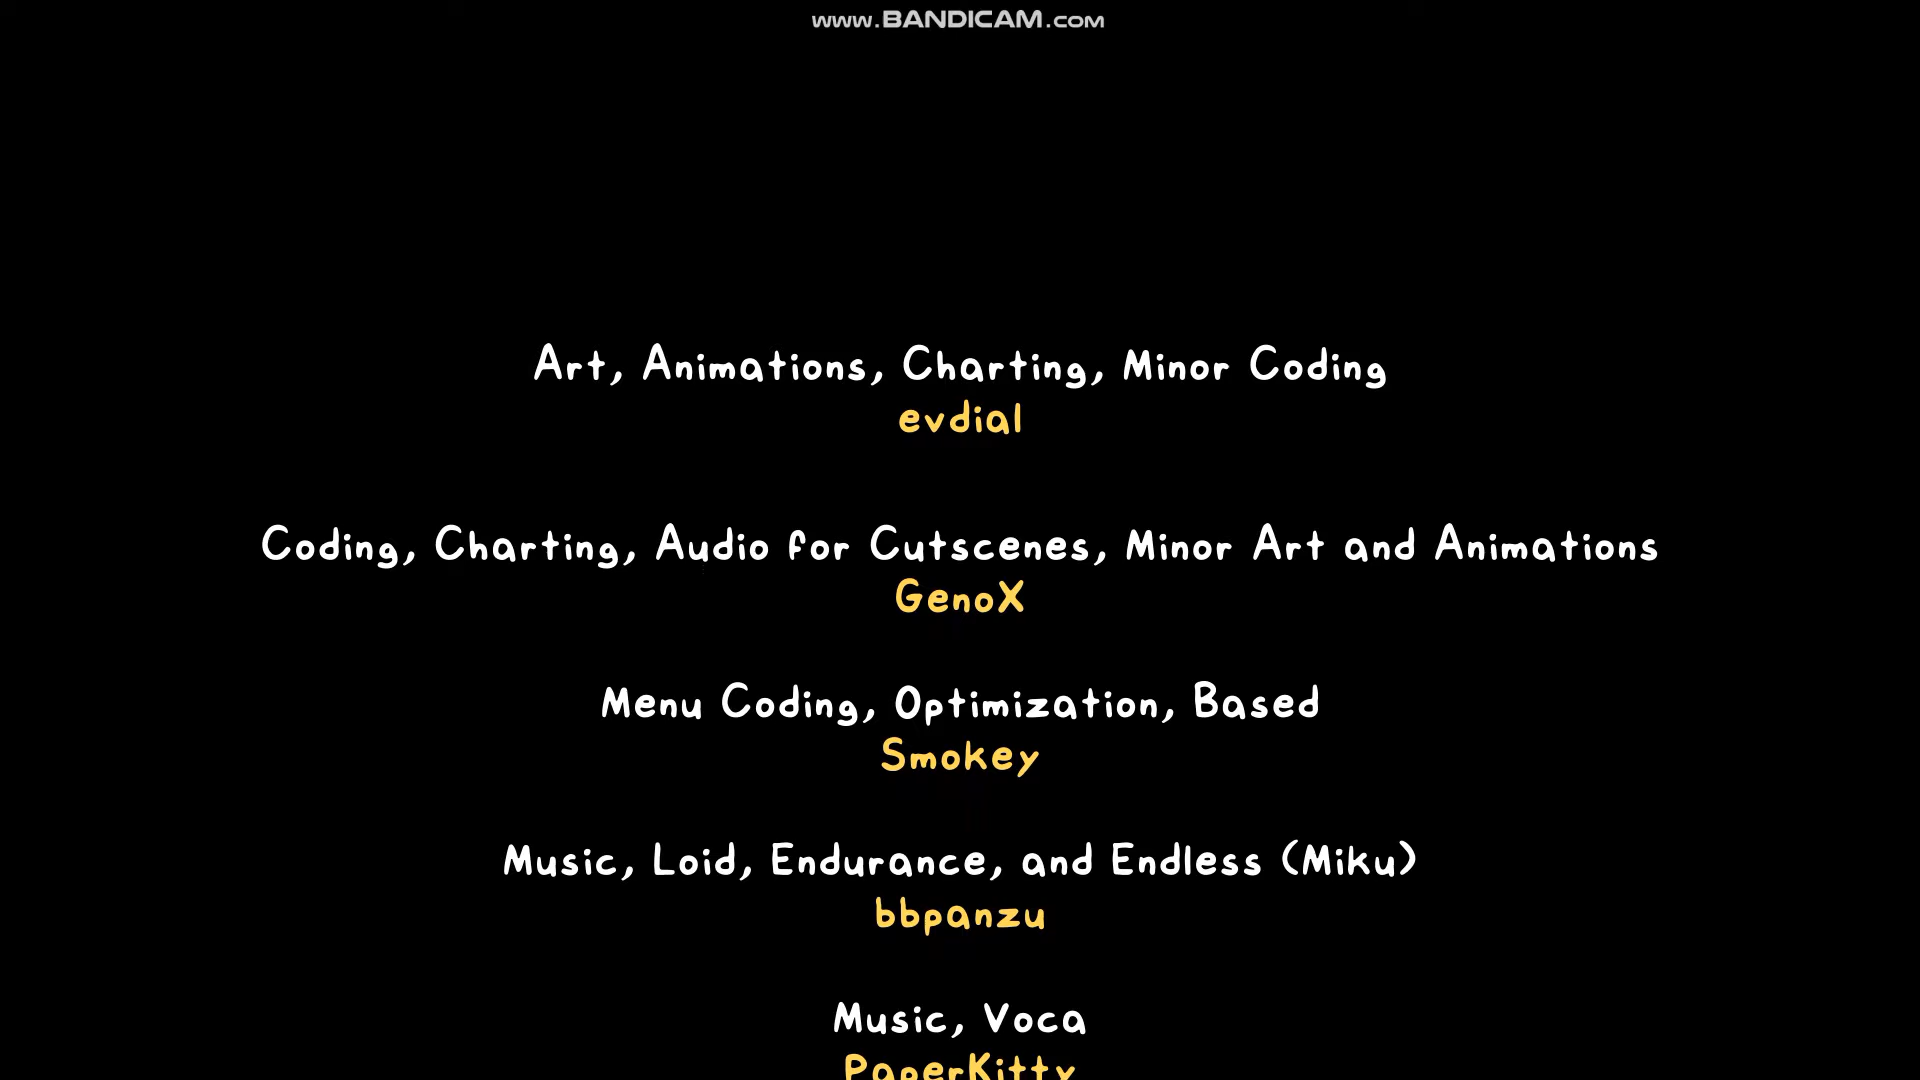 www.BANDICAM.com
Art, Animations, Charting, Minor Coding
evdial
Coding, Charting, Audio for Cutscenes, Minor Art and Animations
GenoX
Menu Coding, Optimization, Based
Smokey
Music, Loid, Endurance, and Endless (Miku)
bbpanzu
Music, Voca
PaperKitty